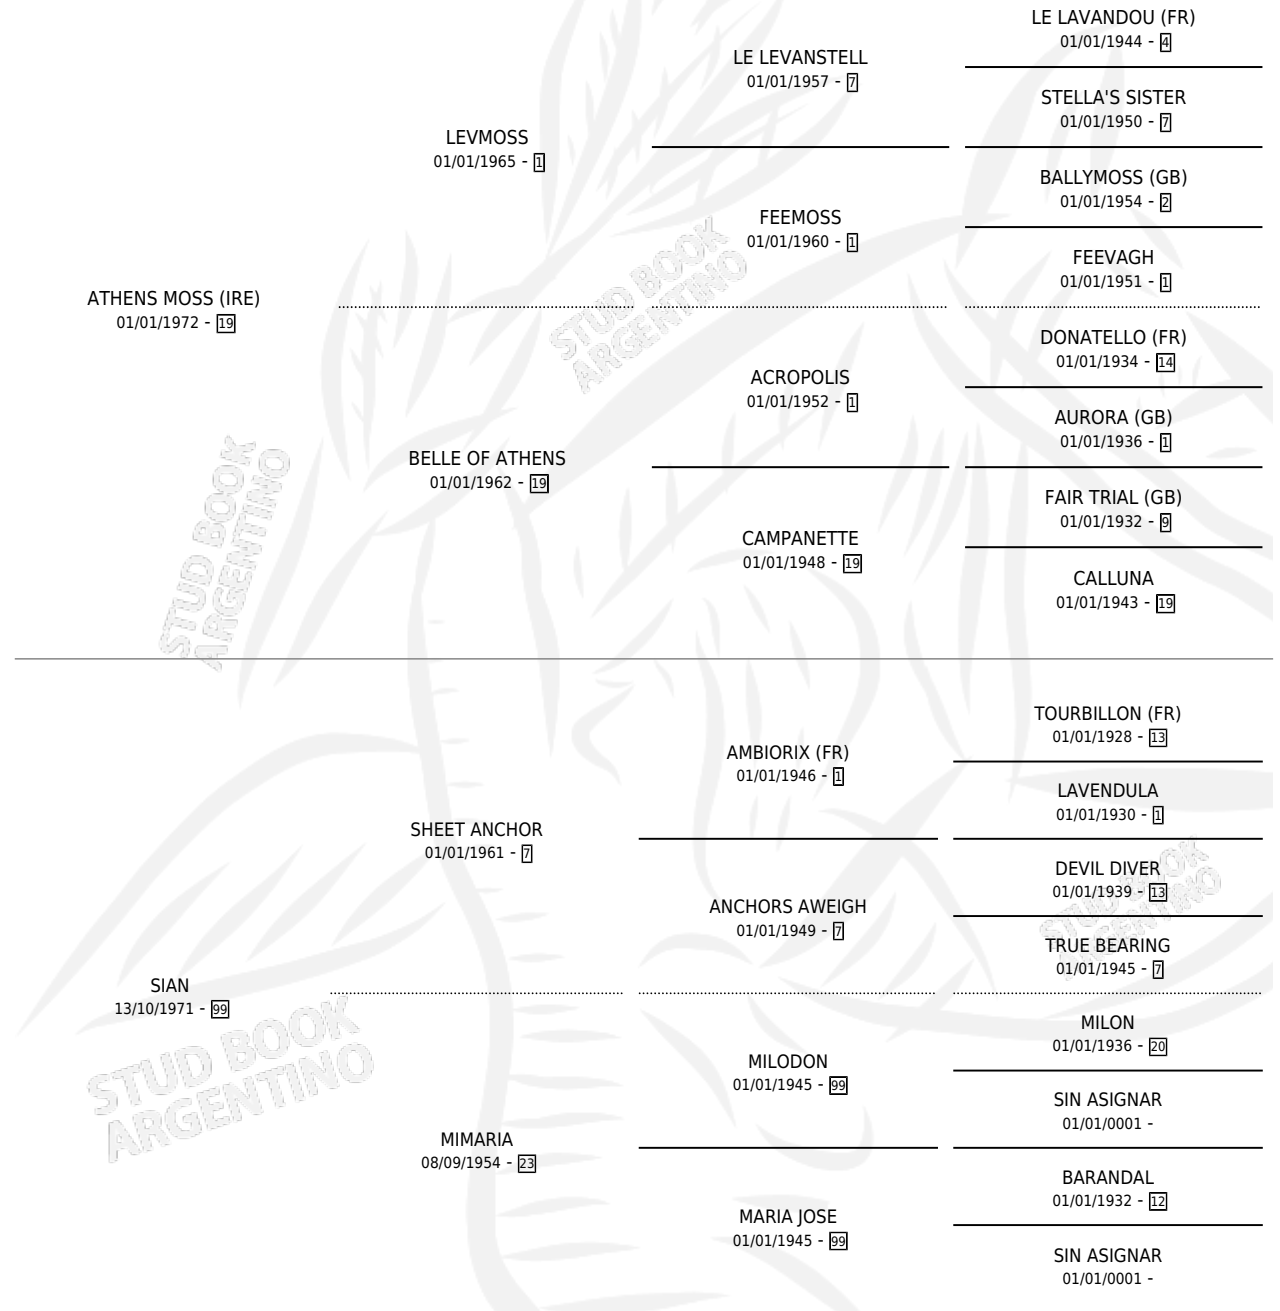 LE LAVANDOU (FR)
01/01/1944 - 4
LE LEVANSTELL
01/01/1957 - 7
STELLA'S SISTER
01/01/1950 - 7
LEVMOSS
01/01/1965 - 1
BALLYMOSS (GB)
01/01/1954 - 2
FEEMOSS
01/01/1960 - 1
FEEVAGH
01/01/1951 - 1
ATHENS MOSS (IRE)
01/01/1972 - 19
DONATELLO (FR)
01/01/1934 - 14
ACROPOLIS
01/01/1952 - 1
AURORA (GB)
01/01/1936 - 1
BELLE OF ATHENS
01/01/1962 - 19
FAIR TRIAL (GB)
01/01/1932 - 9
CAMPANETTE
01/01/1948 - 19
CALLUNA
01/01/1943 - 19
TOURBILLON (FR)
01/01/1928 - 13
AMBIORIX (FR)
01/01/1946 - 1
LAVENDULA
01/01/1930 - 1
SHEET ANCHOR
01/01/1961 - 7
DEVIL DIVER
01/01/1939 - 13
ANCHORS AWEIGH
01/01/1949 - 7
TRUE BEARING
01/01/1945 - 7
SIAN
13/10/1971 - 99
MILON
01/01/1936 - 20
MILODON
01/01/1945 - 99
SIN ASIGNAR
01/01/0001 -
MIMARIA
08/09/1954 - 23
BARANDAL
01/01/1932 - 12
MARIA JOSE
01/01/1945 - 99
SIN ASIGNAR
01/01/0001 -
STUD BOOK
ARGENTINO
STUD BOOK
ARGENTINO
STUD BOOK
ARGENTINO
STUD BOOK
ARGENTINO